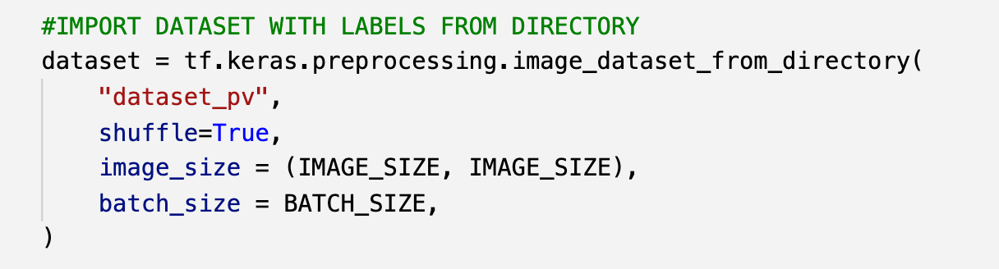 #IMPORT DATASET WITH LABELS FROM DIRECTORY
dataset = tf.keras.preprocessing.image_dataset_from_directory(
    "dataset_pv",
    shuffle=True,
    image_size = (IMAGE_SIZE, IMAGE_SIZE),
    batch_size = BATCH_SIZE,
)